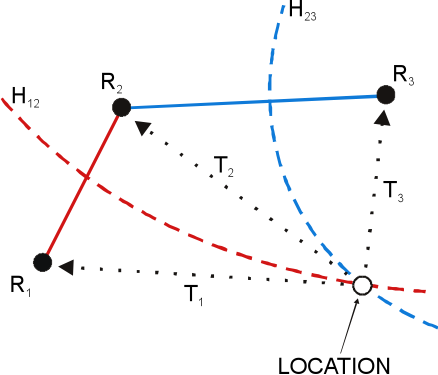 H₂₃
R₃
R₂
H₁₂
T₂
T₃
R₁
T₁
LOCATION